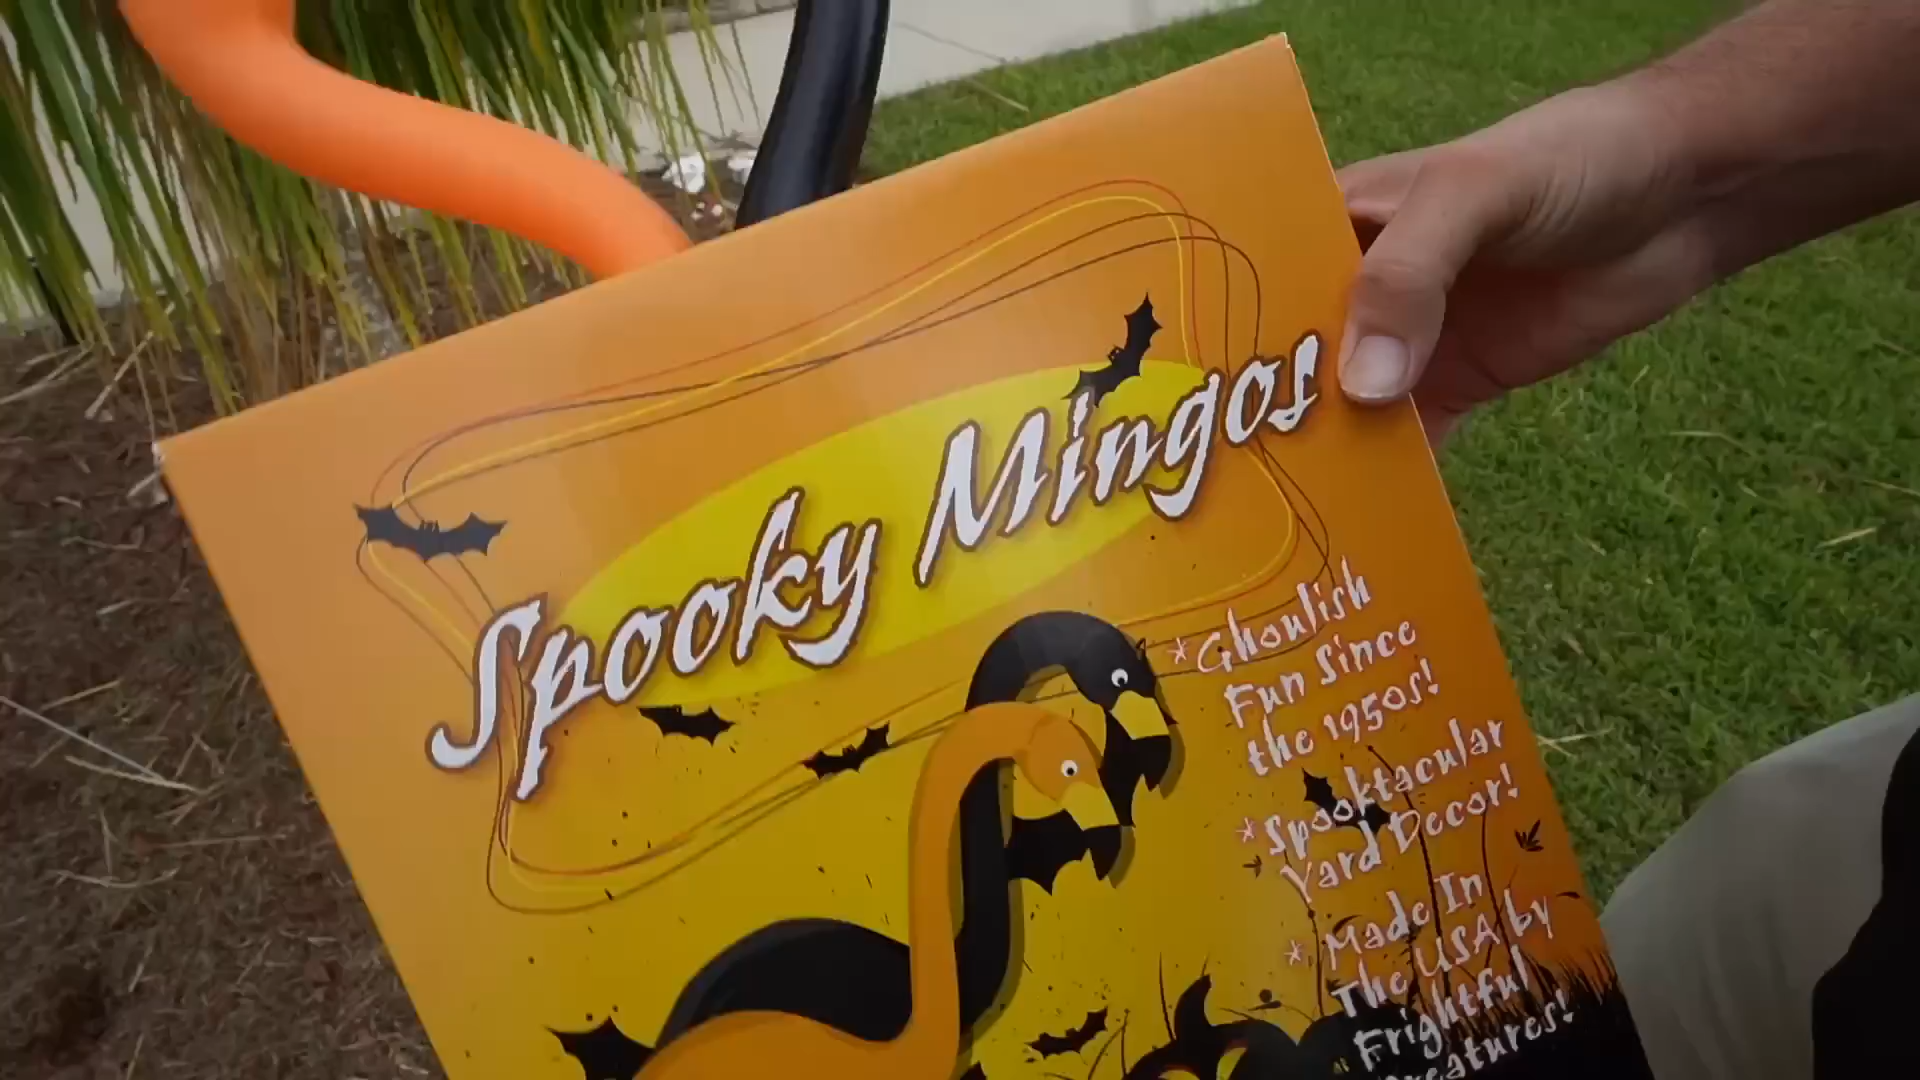 Spooky Mingos
*Ghoulish
Fun Since
the 1950s!
*Spooktacular
Yard Decor!
* Made In
The USA by
Frightful
Creatures!